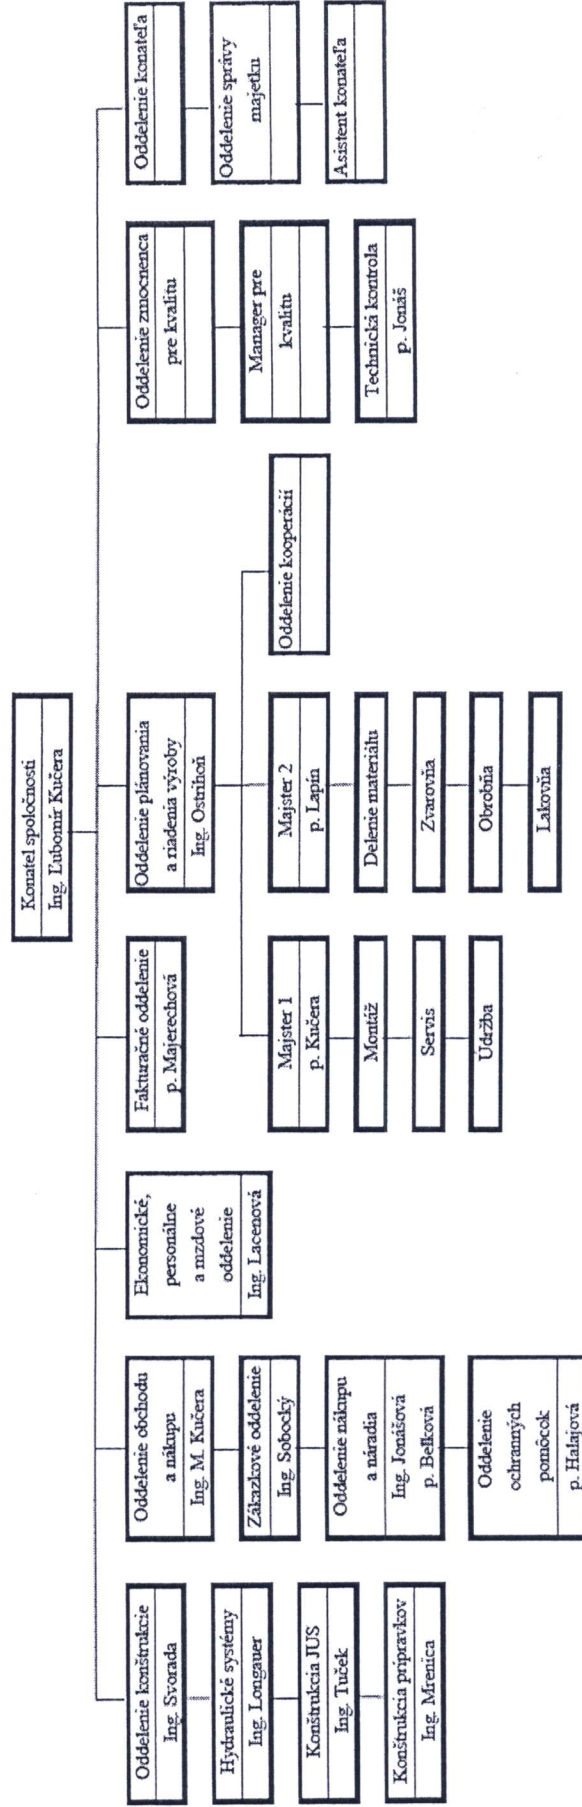 Konateľ spoločnosti
Ing. Ľubomír Kučera
Oddelenie konštrukcie
Ing. Svorada
Hydraulické systémy
Ing. Longauer
Konštrukcia JUS
Ing. Tuček
Konštrukcia prípravkov
Ing. Mrenica
Oddelenie obchodu
a nákupu
Ing. M. Kučera
Zákazkové oddelenie
Ing. Sobocký
Oddelenie nákupu
a náradia
Ing. Jonášová
p. Belková
Oddelenie
ochranných
pomôcok
p. Halajová
Ekonomické,
personálne
a mzdové
oddelenie
Ing. Lacenová
Fakturačné oddelenie
p. Majerechová
Oddelenie plánovania
a riadenia výroby
Ing. Ostrihoň
Majster 1
p. Kučera
Montáž
Servis
Údržba
Majster 2
p. Lapín
Delenie materiálu
Zvarovňa
Obrobňa
Lakovňa
Oddelenie kooperácií
Oddelenie zmocnenca
pre kvalitu
Manager pre
kvalitu
Technická kontrola
p. Jonáš
Oddelenie konateľa
Oddelenie správy
majetku
Asistent konateľa